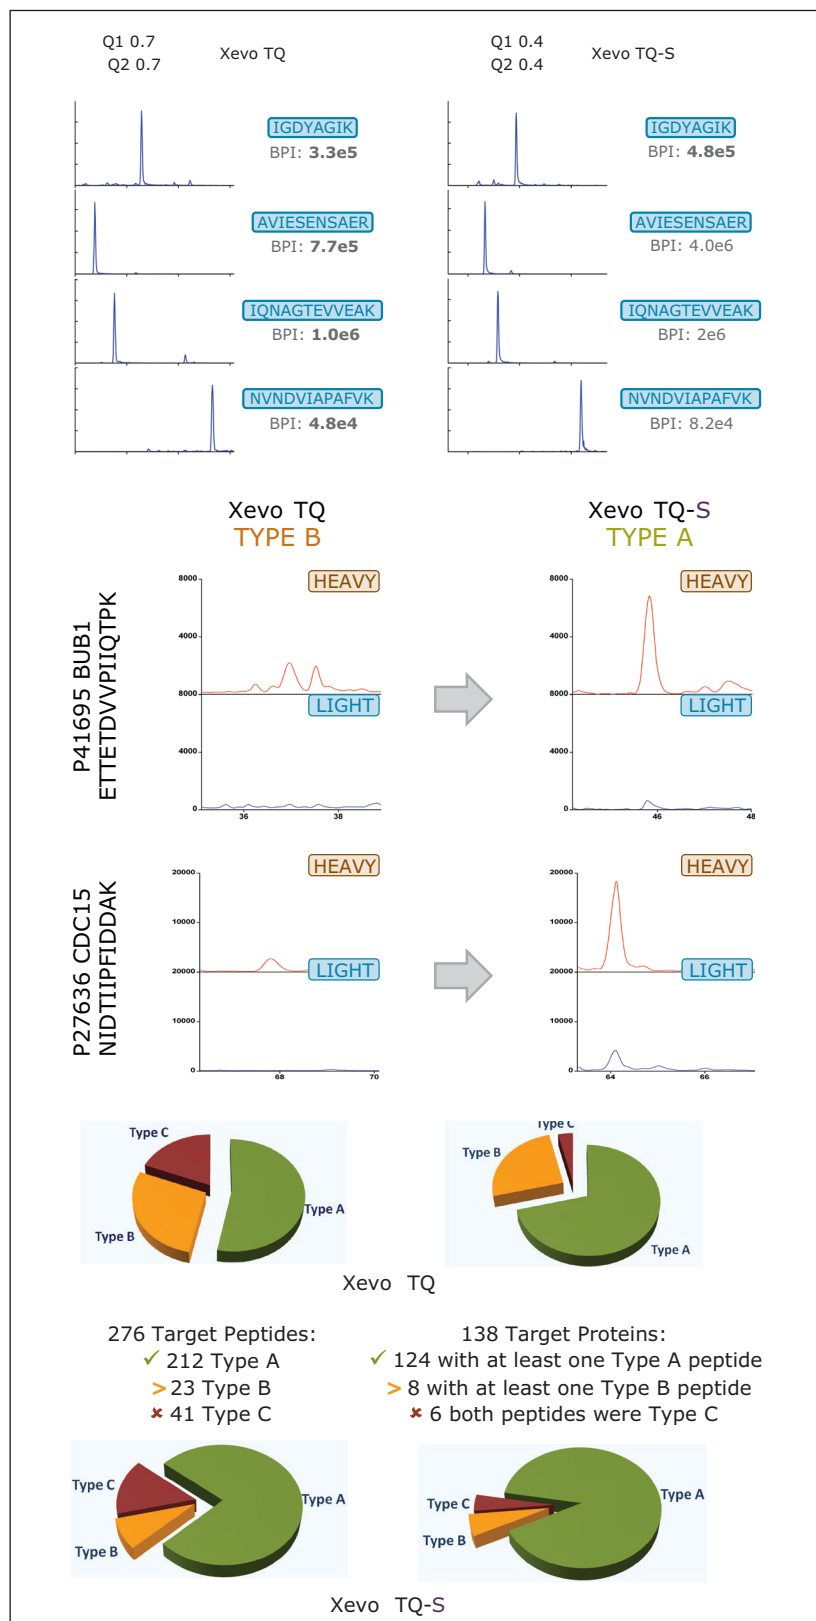 Q1 0.7
Q2 0.7
Xevo TQ
Q1 0.4
Q2 0.4
Xevo TQ-S
IGDYAGIK
BPI: 3.3e5
IGDYAGIK
BPI: 4.8e5
AVIESENSAER
BPI: 7.7e5
AVIESENSAER
BPI: 4.0e6
IQNAGTEVVEAK
BPI: 1.0e6
IQNAGTEVVEAK
BPI: 2e6
NVNDVIAPAFVK
BPI: 4.8e4
NVNDVIAPAFVK
BPI: 8.2e4
Xevo TQ
TYPE B
Xevo TQ-S
TYPE A
P41695 BUB1
ETTETDVVPIIQTPK
8000
4000
8000
4000
0
36
38
HEAVY
LIGHT
8000
4000
8000
4000
0
46
48
HEAVY
LIGHT
P27636 CDC15
NIDTIIPFIDDAK
20000
10000
20000
10000
0
68
70
HEAVY
LIGHT
20000
10000
20000
10000
0
64
66
HEAVY
LIGHT
Type C
Type B
Type A
Type C
Type B
Type A
Xevo TQ
276 Target Peptides:
✓ 212 Type A
> 23 Type B
✘ 41 Type C
138 Target Proteins:
✓ 124 with at least one Type A peptide
> 8 with at least one Type B peptide
✘ 6 both peptides were Type C
Type C
Type B
Type A
Type C
Type B
Type A
Xevo TQ-S